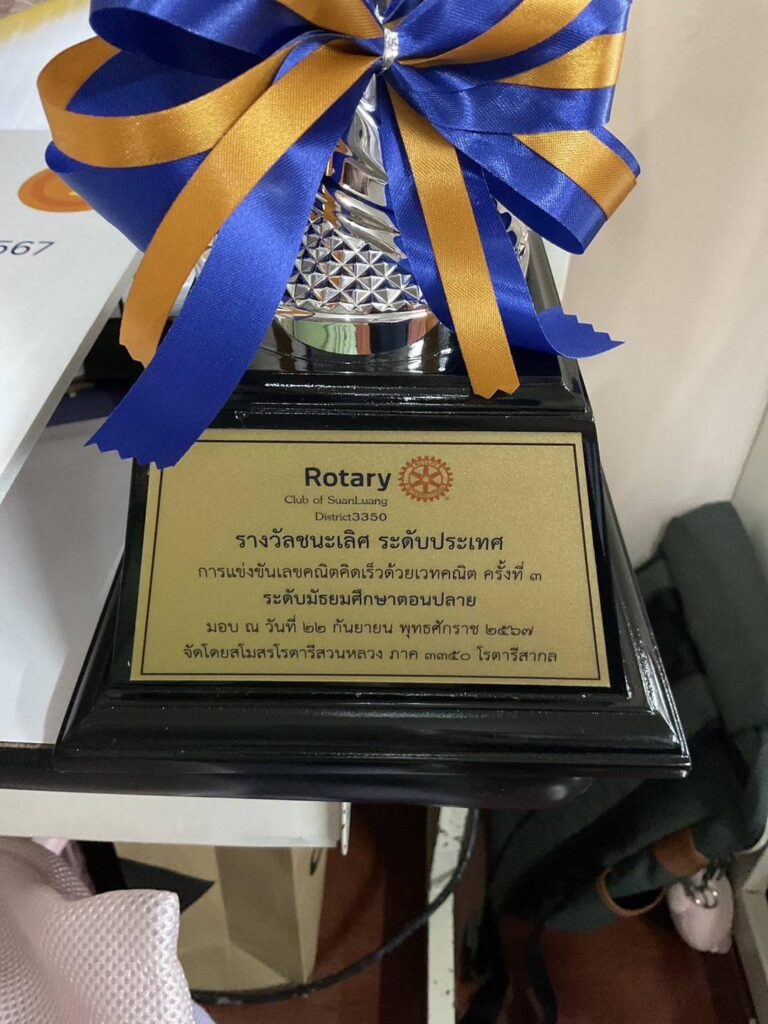 567
Rotary
Club of SuanLuang
District3350
รางวัลชนะเลิศ ระดับประเทศ
การแข่งขันเลขคณิตคิดเร็วด้วยเวทคณิต ครั้งที่ ๓
ระดับมัธยมศึกษาตอนปลาย
มอบ ณ วันที่ ๒๒ กันยายน พุทธศักราช ๒๕๖๗
จัดโดยสโมสรโรตารีสวนหลวง ภาค ๓๓๕๐ โรตารีสากล